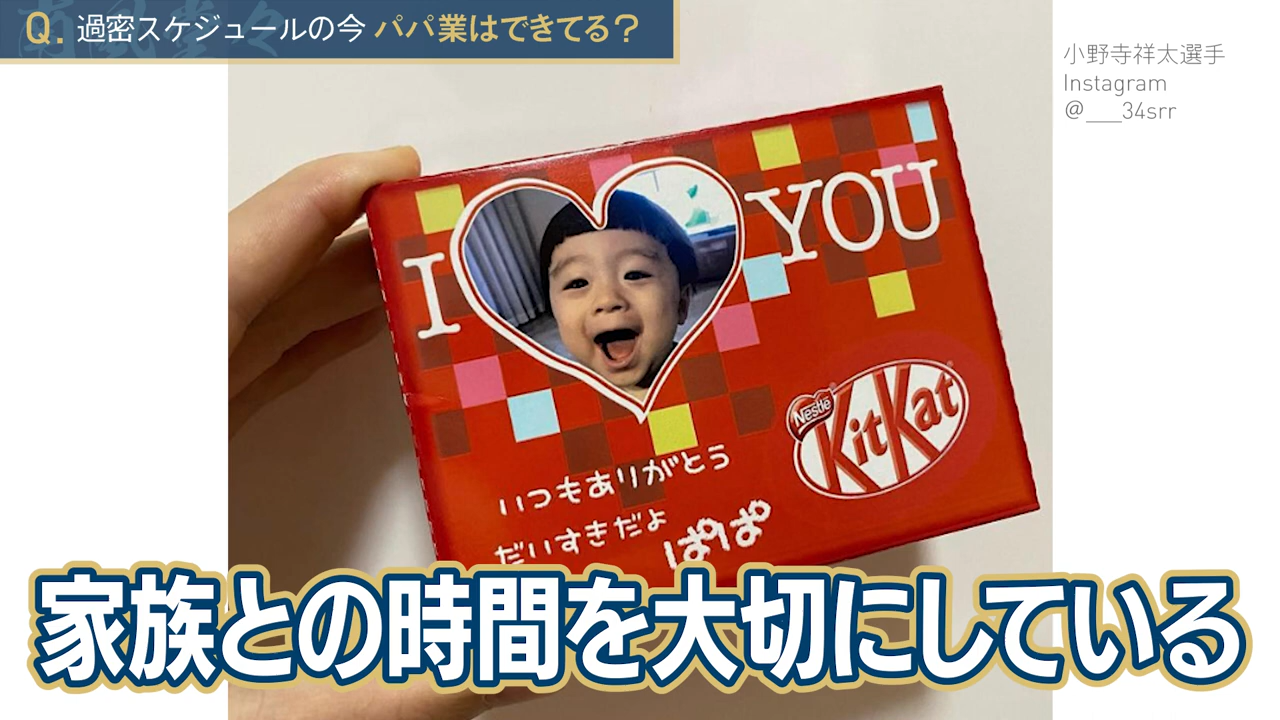 Q. 過密スケジュールの今 パパ業はできてる？
小野寺祥太選手
Instagram
@___34srr
I YOU
Nestlé
KitKat
いつもありがとう
だいすきだよ
ぱぱ
家族との時間を大切にしている